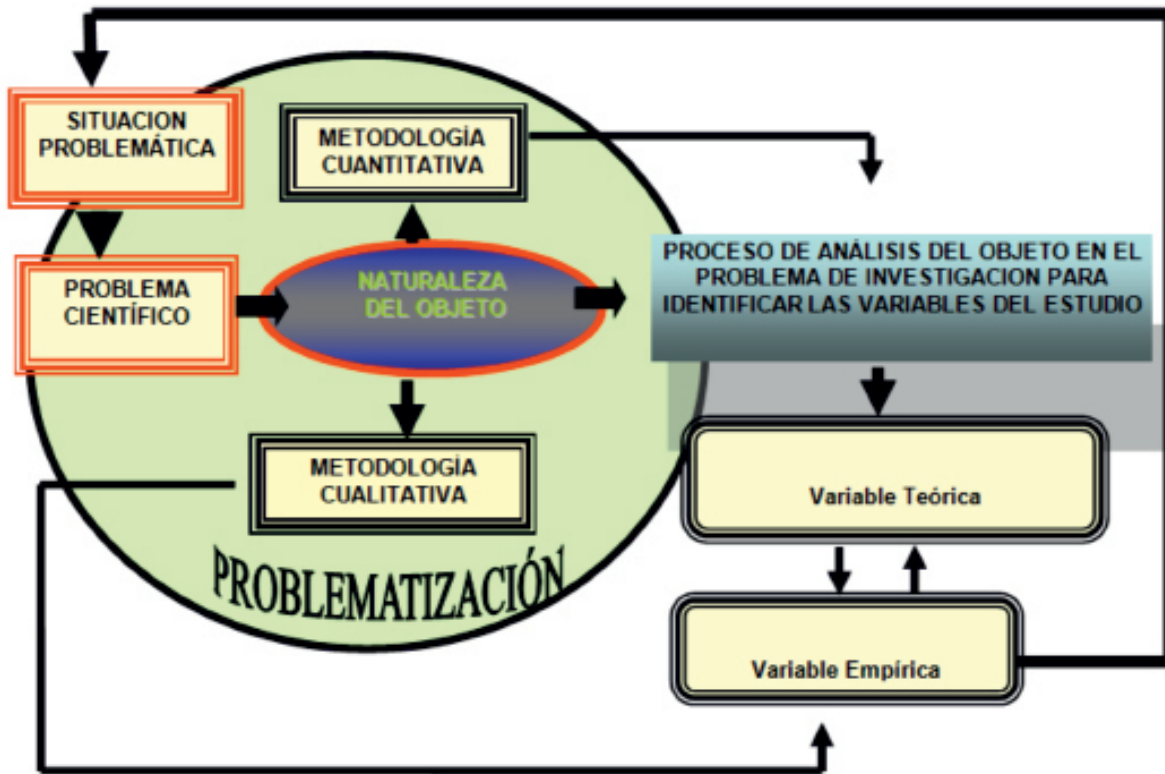 SITUACION
PROBLEMÁTICA
METODOLOGÍA
CUANTITATIVA
PROBLEMA
CIENTÍFICO
NATURALEZA
DEL OBJETO
PROCESO DE ANÁLISIS DEL OBJETO EN EL
PROBLEMA DE INVESTIGACION PARA
IDENTIFICAR LAS VARIABLES DEL ESTUDIO
METODOLOGÍA
CUALITATIVA
Variable Teórica
PROBLEMATIZACIÓN
Variable Empírica